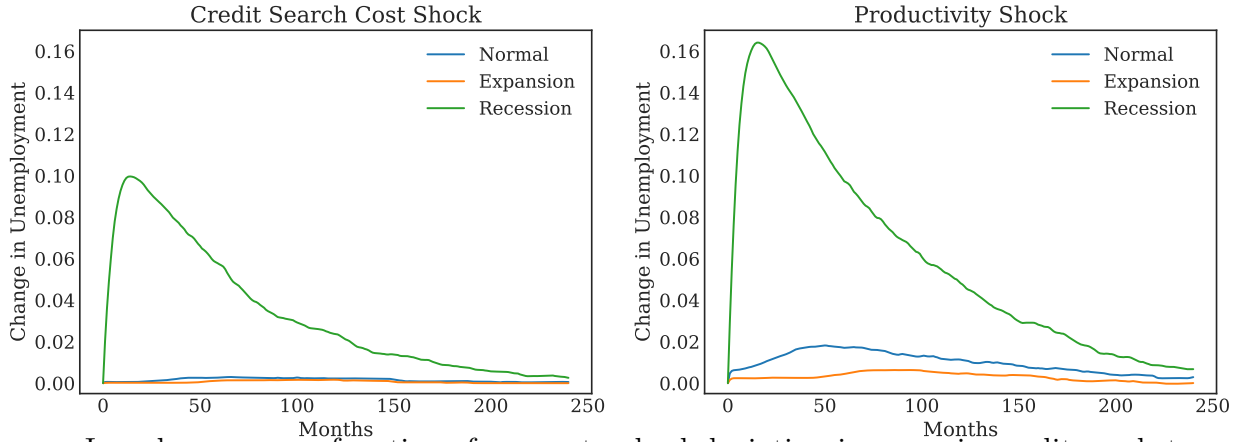 Credit Search Cost Shock
Change in Unemployment
0.16
0.14
0.12
0.10
0.08
0.06
0.04
0.02
0.00
Normal
Expansion
Recession
0 50 100 150 200 250
Months
Productivity Shock
Change in Unemployment
0.16
0.14
0.12
0.10
0.08
0.06
0.04
0.02
0.00
Normal
Expansion
Recession
0 50 100 150 200 250
Months